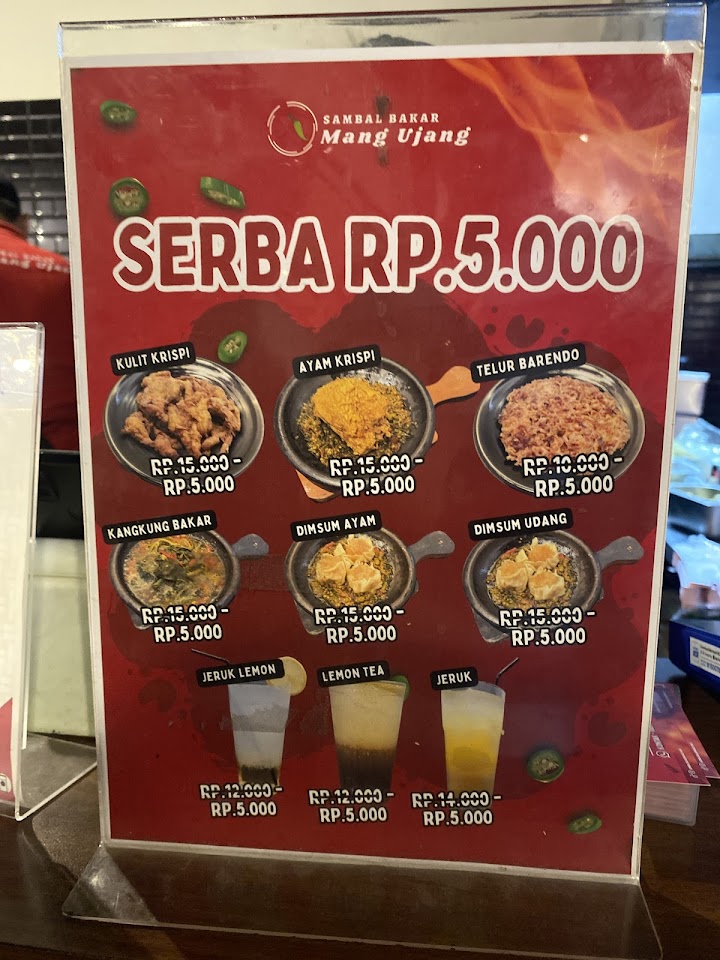 SAMBAL BAKAR
Mang Ujang
SERBA RP.5.000
KULIT KRISPI
RP.15.000-
RP.5.000
AYAM KRISPI
RP.15.000-
RP.5.000
TELUR BARENDO
RP.10.000-
RP.5.000
KANGKUNG BAKAR
RP.15.000-
RP.5.000
DIMSUM AYAM
RP.15.000-
RP.5.000
DIMSUM UDANG
RP.15.000-
RP.5.000
JERUK LEMON
RP.12.000-
RP.5.000
LEMON TEA
RP.12.000-
RP.5.000
JERUK
RP.14.000-
RP.5.000